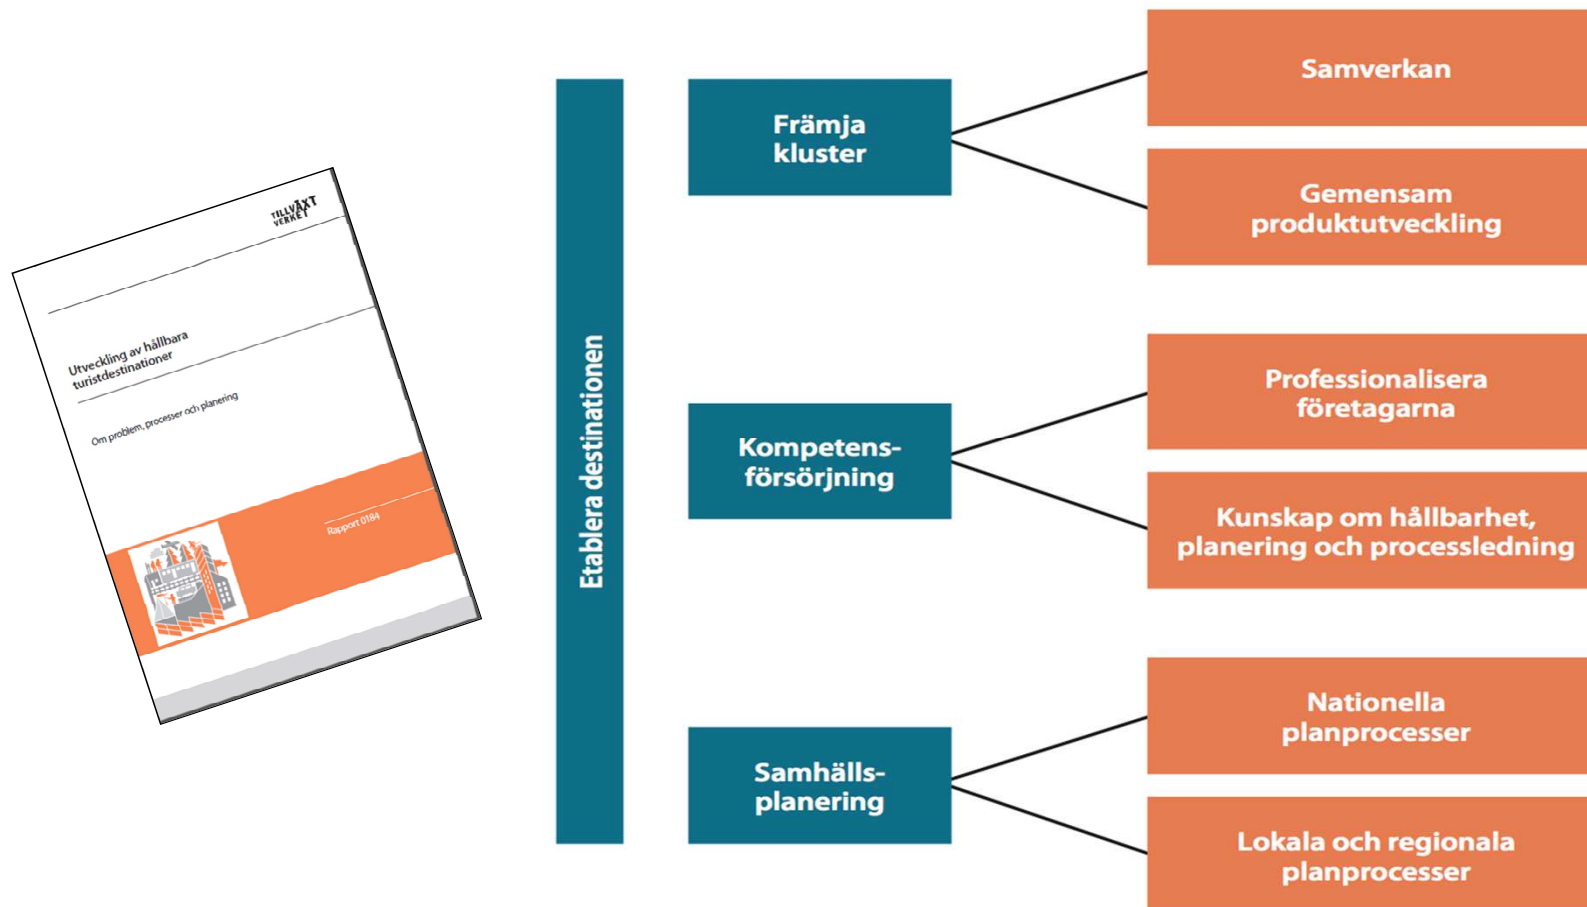 TILLVÄXT
VERKET
Utveckling av hållbara
turistdestinationer
Om problem, processer och planering
Rapport 0184
Etablera destinationen
Främja
kluster
Samverkan
Gemensam
produktutveckling
Kompetens-
försörjning
Professionalisera
företagarna
Kunskap om hållbarhet,
planering och processledning
Samhälls-
planering
Nationella
planprocesser
Lokala och regionala
planprocesser